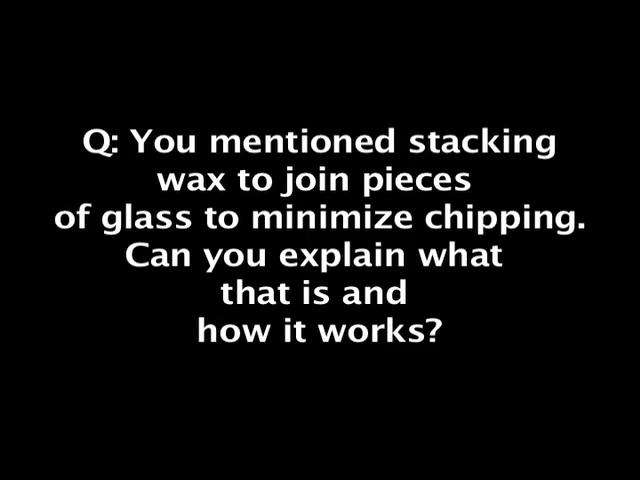 Q: You mentioned stacking
wax to join pieces
of glass to minimize chipping.
Can you explain what
that is and
how it works?